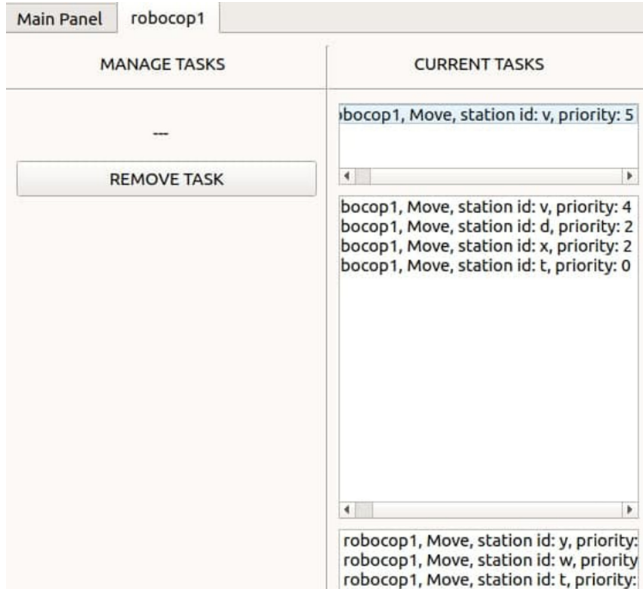 Main Panel robocop1
MANAGE TASKS
---
REMOVE TASK
CURRENT TASKS
bocop1, Move, station id: v, priority: 5
bocop1, Move, station id: v, priority: 4
bocop1, Move, station id: d, priority: 2
bocop1, Move, station id: x, priority: 2
bocop1, Move, station id: t, priority: 0
robocop1, Move, station id: y, priority:
robocop1, Move, station id: w, priority
robocop1, Move, station id: t, priority: